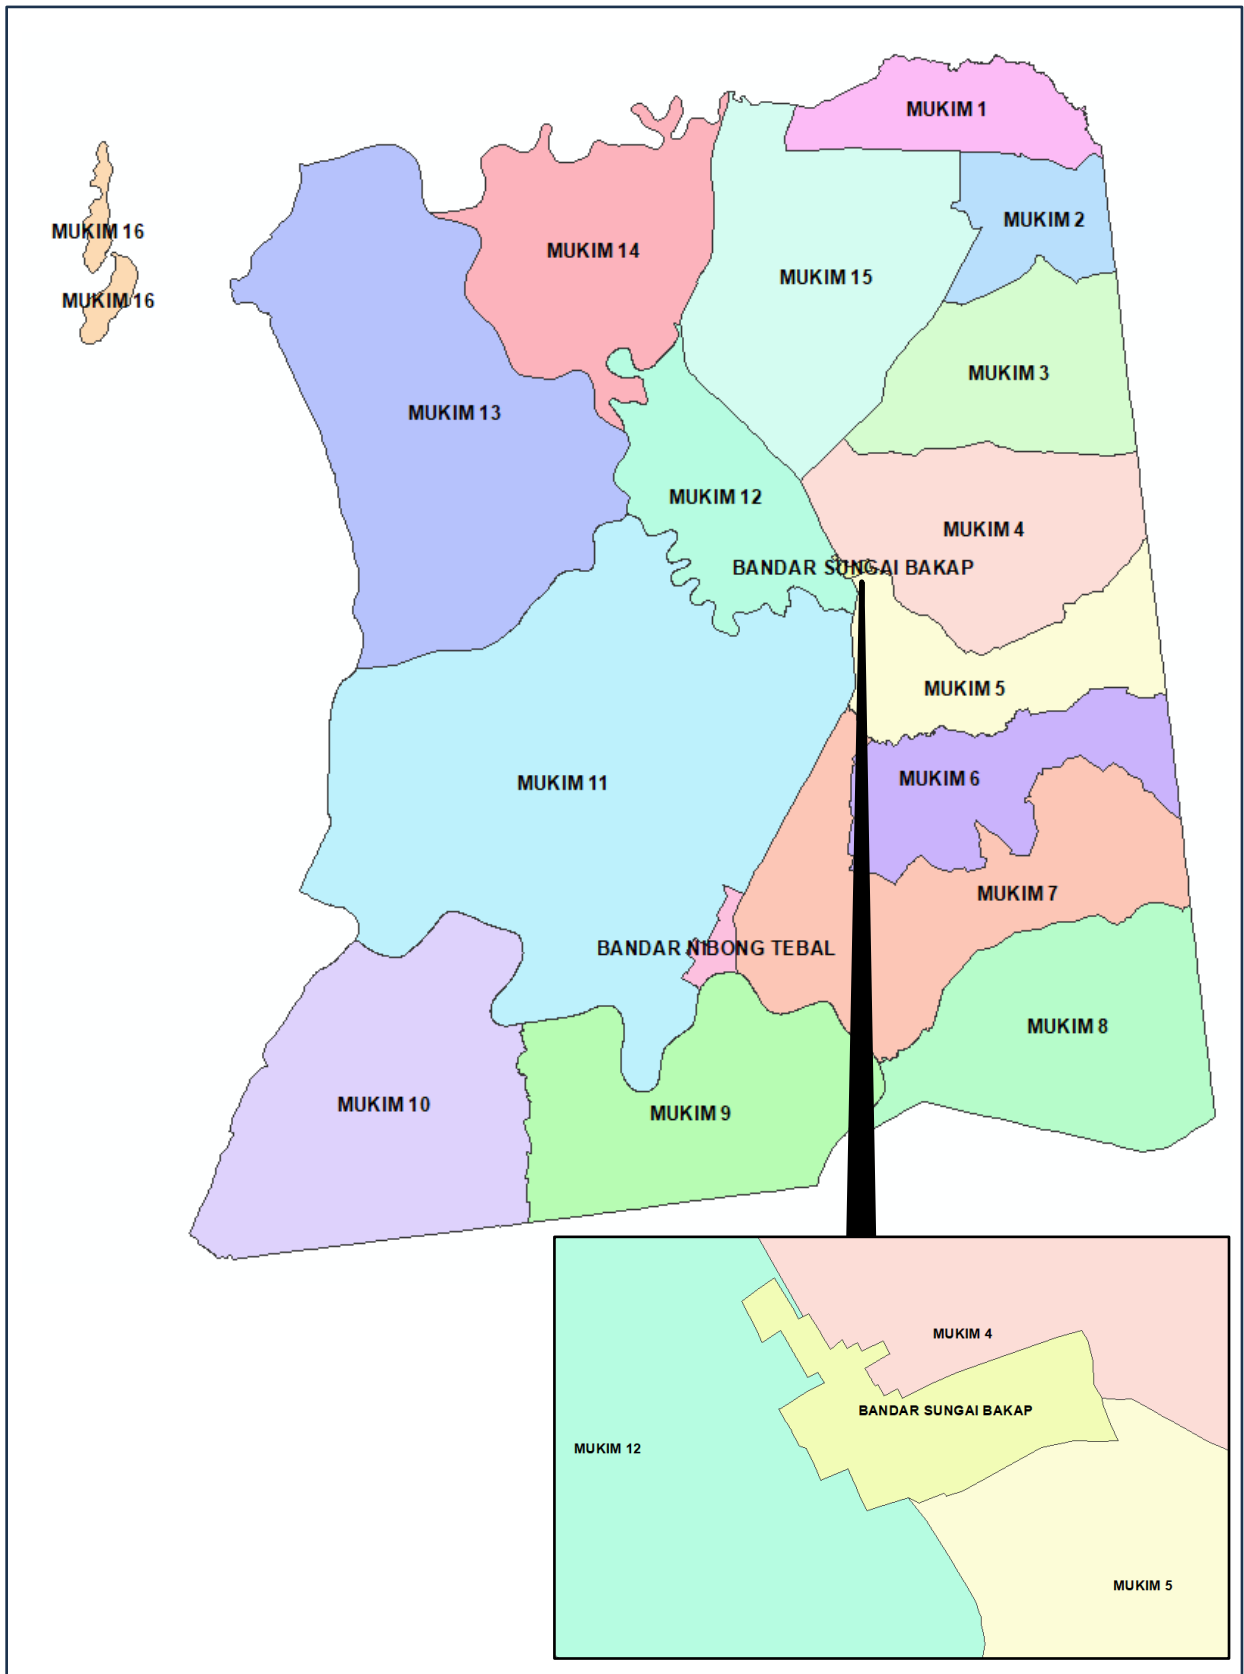 MUKIM 1
MUKIM 2
MUKIM 16
MUKIM 14
MUKIM 15
MUKIM 16
MUKIM 3
MUKIM 13
MUKIM 12
MUKIM 4
BANDAR SUNGAI BAKAP
MUKIM 5
MUKIM 11
MUKIM 6
MUKIM 7
BANDAR NIBONG TEBAL
MUKIM 8
MUKIM 10
MUKIM 9
MUKIM 4
BANDAR SUNGAI BAKAP
MUKIM 12
MUKIM 5